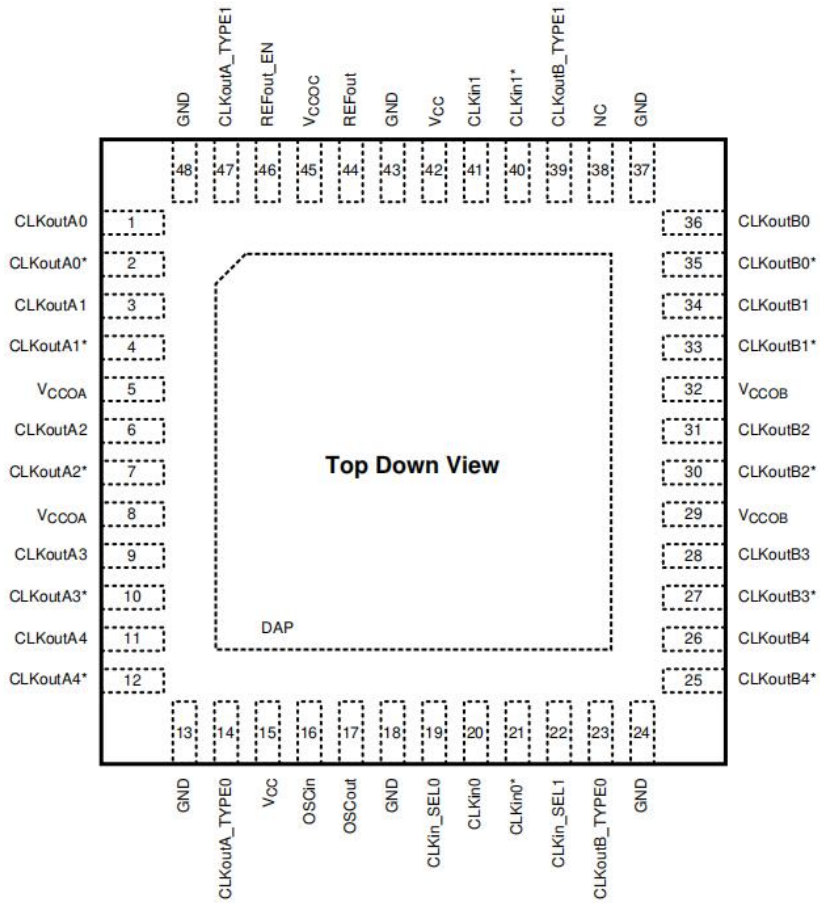 GND CLKoutA_TYPE1 REFout_EN VCCOC REFout GND VCC CLKin1 CLKin1* CLKoutB_TYPE1 NC GND
48 47 46 45 44 43 42 41 40 39 38 37
CLKoutA0 1 36 CLKoutB0
CLKoutA0* 2 35 CLKoutB0*
CLKoutA1 3 34 CLKoutB1
CLKoutA1* 4 33 CLKoutB1*
VCCOA 5 32 VCCOB
CLKoutA2 6 31 CLKoutB2
Top Down View
CLKoutA2* 7 30 CLKoutB2*
VCCOA 8 29 VCCOB
CLKoutA3 9 28 CLKoutB3
CLKoutA3* 10 27 CLKoutB3*
DAP
CLKoutA4 11 26 CLKoutB4
CLKoutA4* 12 25 CLKoutB4*
13 14 15 16 17 18 19 20 21 22 23 24
GND CLKoutA_TYPE0 VCC OSCin OSCout GND CLKin_SEL0 CLKin0 CLKin0* CLKin_SEL1 CLKoutB_TYPE0 GND